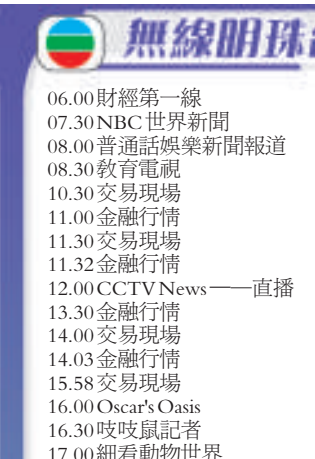 無線明珠
06.00財經第一線
07.30NBC世界新聞
08.00普通話娛樂新聞報道
08.30教育電視
10.30交易現場
11.00金融行情
11.30交易現場
11.32金融行情
12.00CCTV News——直播
13.30金融行情
14.00交易現場
14.03金融行情
15.58交易現場
16.00Oscar's Oasis
16.30吱吱鼠記者
17.00細看動物世界